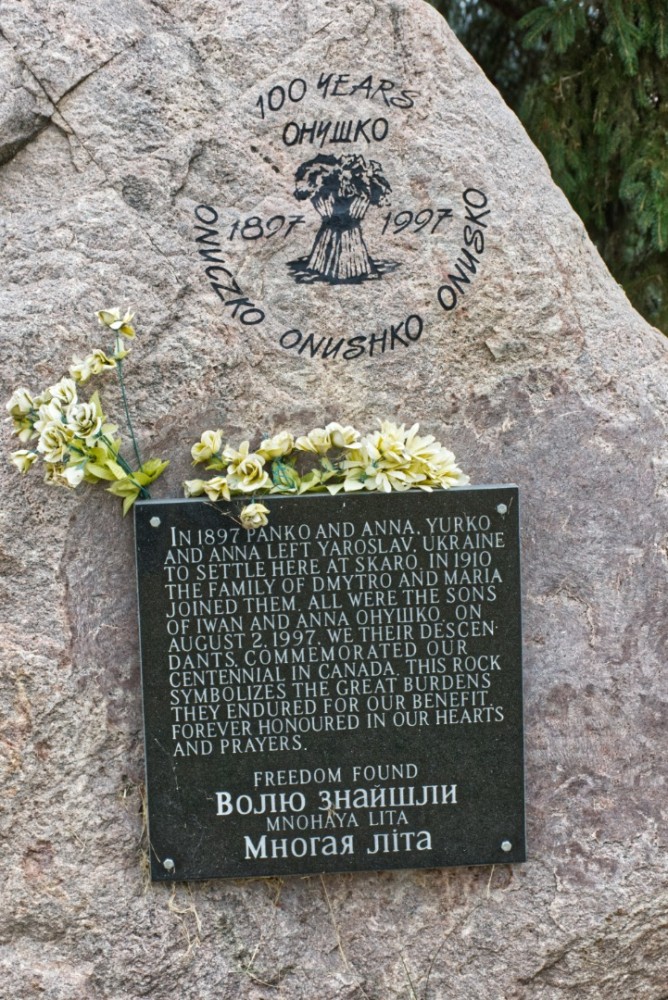 100 YEARS
ОНУШКО
1897 1997
ONUCZKO ONUSHKO ONUSKO
IN 1897 PANKO AND ANNA, YURKO
AND ANNA LEFT YAROSLAV, UKRAINE
TO SETTLE HERE AT SKARO. IN 1910
THE FAMILY OF DMYTRO AND MARIA
JOINED THEM. ALL WERE THE SONS
OF IWAN AND ANNA ОНУШКО. ON
AUGUST 2, 1997, WE THEIR DESCEN-
DANTS, COMMEMORATED OUR
CENTENNIAL IN CANADA. THIS ROCK
SYMBOLIZES THE GREAT BURDENS
THEY ENDURED FOR OUR BENEFIT.
FOREVER HONOURED IN OUR HEARTS
AND PRAYERS.
FREEDOM FOUND
Волю знайшли
MNOHAYA LITA
Многая літа